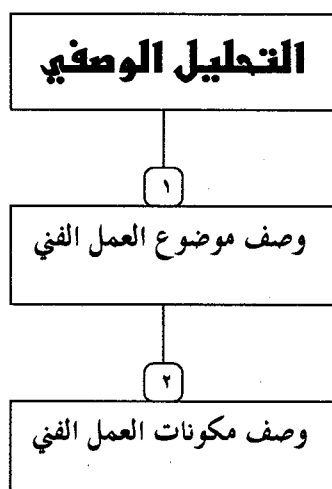 التحليل الوصفي
١
وصف موضوع العمل الفني
٢
وصف مكونات العمل الفني